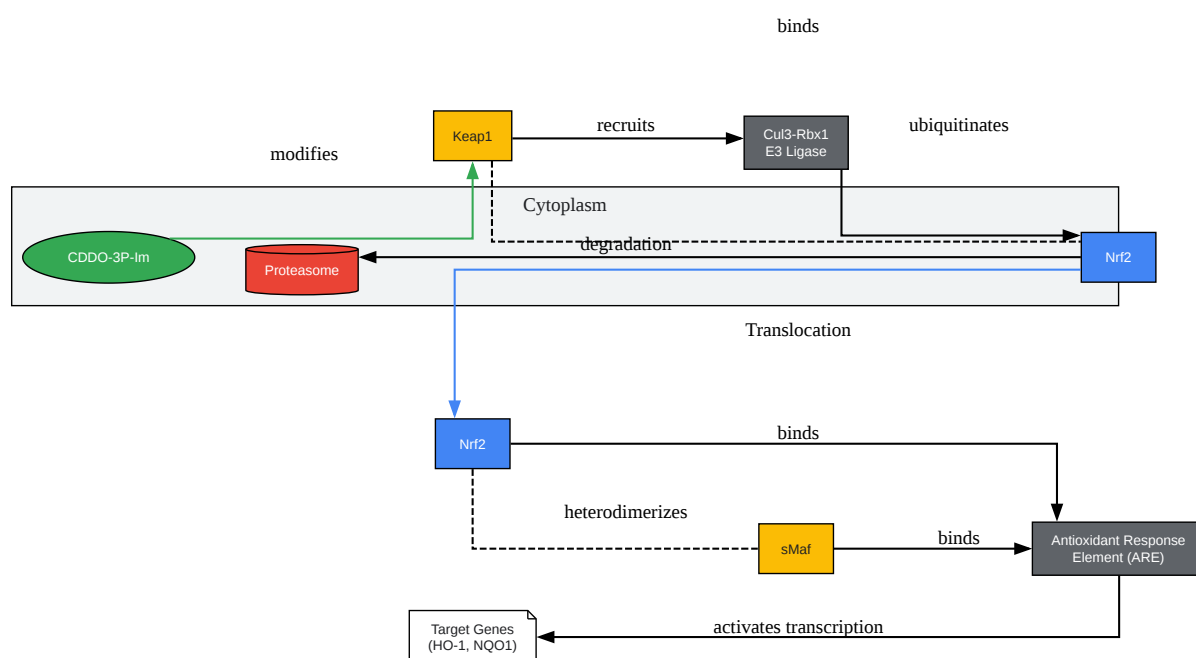 binds
Keap1
recruits
Cul3-Rbx1
E3 Ligase
ubiquitinates
modifies
Cytoplasm
degradation
CDDO-3P-Im
Proteasome
Nrf2
Translocation
Nrf2
binds
heterodimerizes
sMaf
binds
Antioxidant Response
Element (ARE)
Target Genes
(HO-1, NQO1)
activates transcription